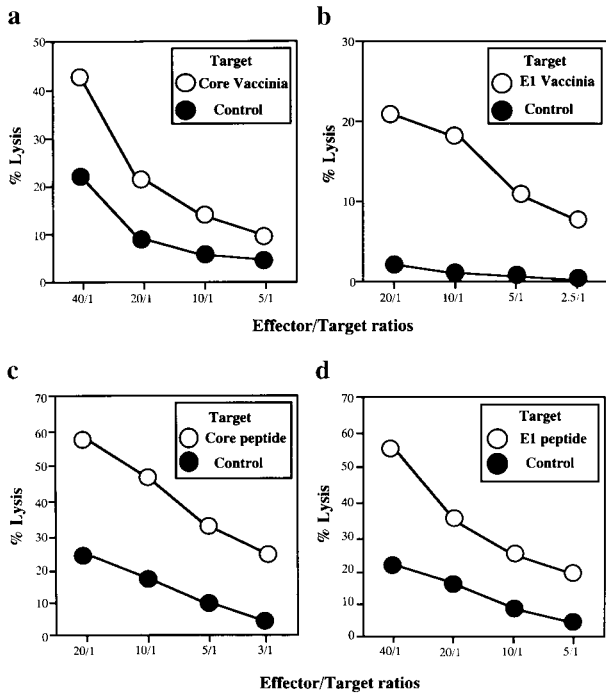 a
50
40
30
20
10
0
% Lysis
Target
Core Vaccinia
Control
40/1 20/1 10/1 5/1
b
30
20
10
0
% Lysis
Target
E1 Vaccinia
Control
20/1 10/1 5/1 2.5/1
Effector/Target ratios
c
70
60
50
40
30
20
10
0
% Lysis
Target
Core peptide
Control
20/1 10/1 5/1 3/1
d
70
60
50
40
30
20
10
0
% Lysis
Target
E1 peptide
Control
40/1 20/1 10/1 5/1
Effector/Target ratios